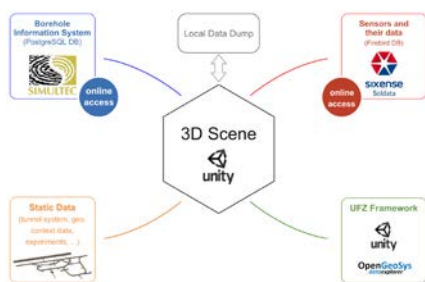 Borehole
Information System
(PostgreSQL DB)
SIMULTEC
online
access
Local Data Dump
Sensors and
their data
(Firebird DB)
sixense
Soldata
online
access
3D Scene
unity
Static Data
(tunnel system, geo.
context data,
experiments, ...)
UFZ Framework
unity
OpenGeoSys
dataexplorer